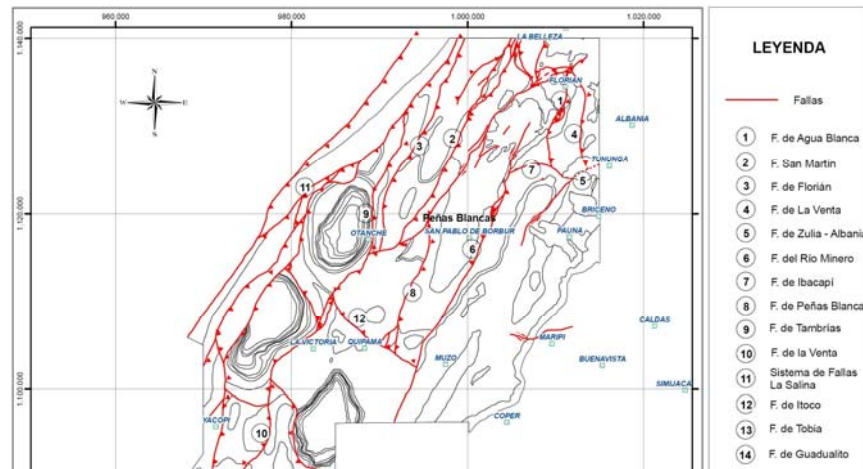 960.000
980.000
1.000.000
1.020.000
1.140.000
1.120.000
1.100.000
N
W
E
S
LA BELLEZA
FLORIAN
ALBANIA
TUNUNGA
BRICENO
PAUNA
Peñas Blancas
SAN PABLO DE BORBUR
OTANCHE
LA VICTORIA
QUIPAMA
MUZO
MARIPI
CALDAS
BUENAVISTA
SIMIJACA
COPER
YACOPI
1
2
3
4
5
6
7
8
9
10
11
12
LEYENDA
Fallas
1 F. de Agua Blanca
2 F. San Martin
3 F. de Florián
4 F. de La Venta
5 F. de Zulia - Albania
6 F. del Río Minero
7 F. de Ibacapí
8 F. de Peñas Blanca
9 F. de Tambrías
10 F. de la Venta
11 Sistema de Fallas
La Salina
12 F. de Itoco
13 F. de Tobia
14 F. de Guadualito